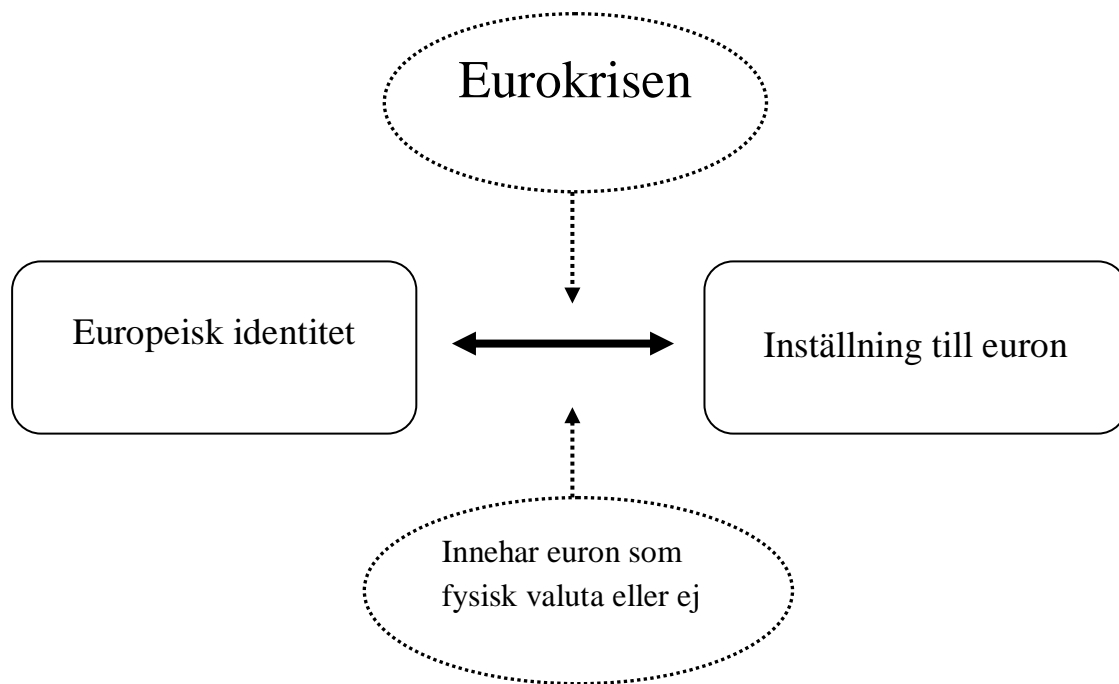 Eurokrisen
Europeisk identitet
Inställning till euron
Innehar euron som
fysisk valuta eller ej